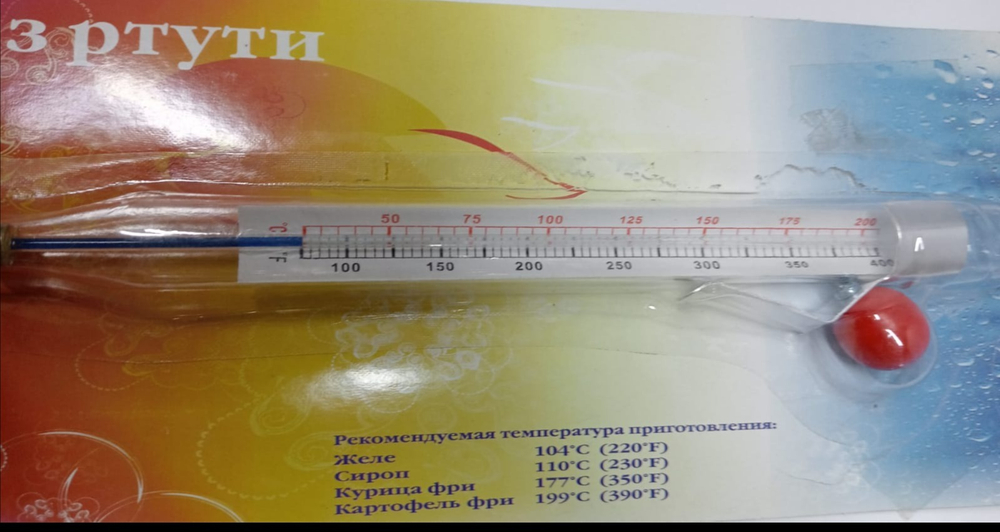 з ртути
°C 50 75 100 125 150 175 200
°F 100 150 200 250 300 350 400
Рекомендуемая температура приготовления:
Желе 104°C (220°F)
Сироп 110°C (230°F)
Курица фри 177°C (350°F)
Картофель фри 199°C (390°F)